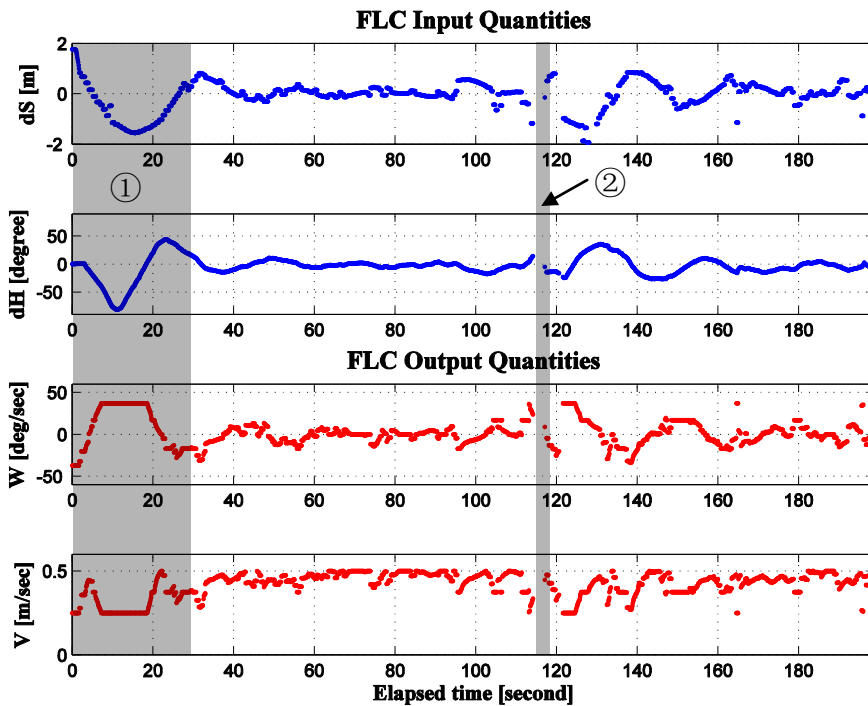 FLC Input Quantities
dS [m]
2
0
-2
0 20 40 60 80 100 120 140 160 180
①
②
dH [degree]
50
0
-50
0 20 40 60 80 100 120 140 160 180
FLC Output Quantities
W [deg/sec]
50
0
-50
0 20 40 60 80 100 120 140 160 180
V [m/sec]
0.5
0
0 20 40 60 80 100 120 140 160 180
Elapsed time [second]